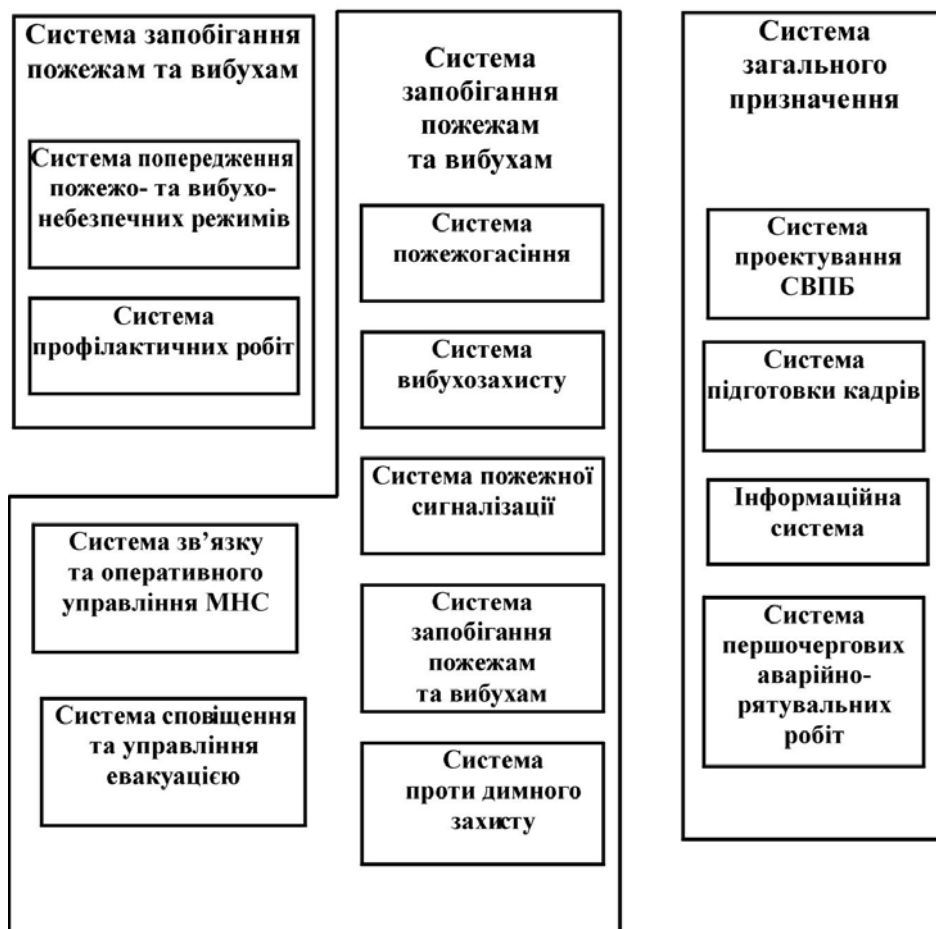 Система запобігання
пожежам та вибухам
Система попередження
пожежо- та вибухо-
небезпечних режимів
Система
профілактичних робіт
Система
запобігання
пожежам
та вибухам
Система
пожежогасіння
Система
вибухозахисту
Система пожежної
сигналізації
Система
запобігання
пожежам
та вибухам
Система
проти димного
захисту
Система зв’язку
та оперативного
управління МНС
Система сповіщення
та управління
евакуацією
Система
загального
призначення
Система
проектування
СВПБ
Система
підготовки кадрів
Інформаційна
система
Система
першочергових
аварійно-
рятувальних
робіт